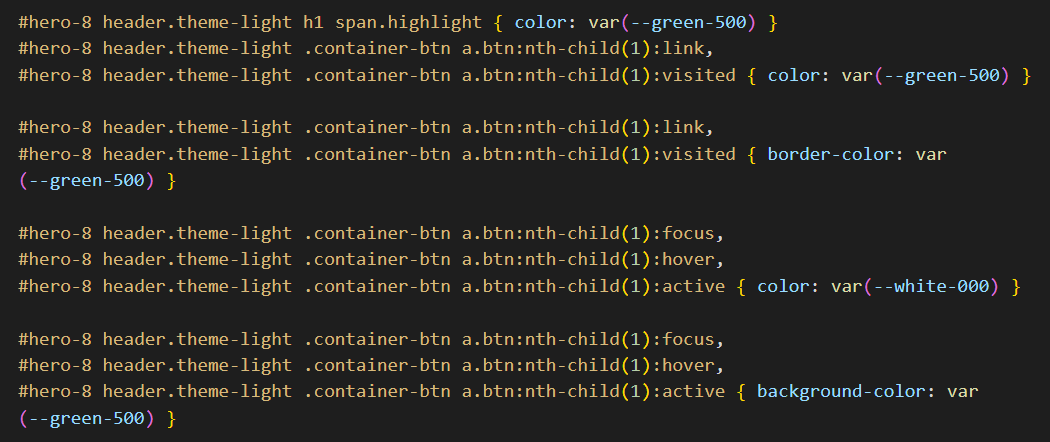 #hero-8 header.theme-light h1 span.highlight { color: var(--green-500) }
#hero-8 header.theme-light .container-btn a.btn:nth-child(1):link,
#hero-8 header.theme-light .container-btn a.btn:nth-child(1):visited { color: var(--green-500) }
#hero-8 header.theme-light .container-btn a.btn:nth-child(1):link,
#hero-8 header.theme-light .container-btn a.btn:nth-child(1):visited { border-color: var
(--green-500) }
#hero-8 header.theme-light .container-btn a.btn:nth-child(1):focus,
#hero-8 header.theme-light .container-btn a.btn:nth-child(1):hover,
#hero-8 header.theme-light .container-btn a.btn:nth-child(1):active { color: var(--white-000) }
#hero-8 header.theme-light .container-btn a.btn:nth-child(1):focus,
#hero-8 header.theme-light .container-btn a.btn:nth-child(1):hover,
#hero-8 header.theme-light .container-btn a.btn:nth-child(1):active { background-color: var
(--green-500) }